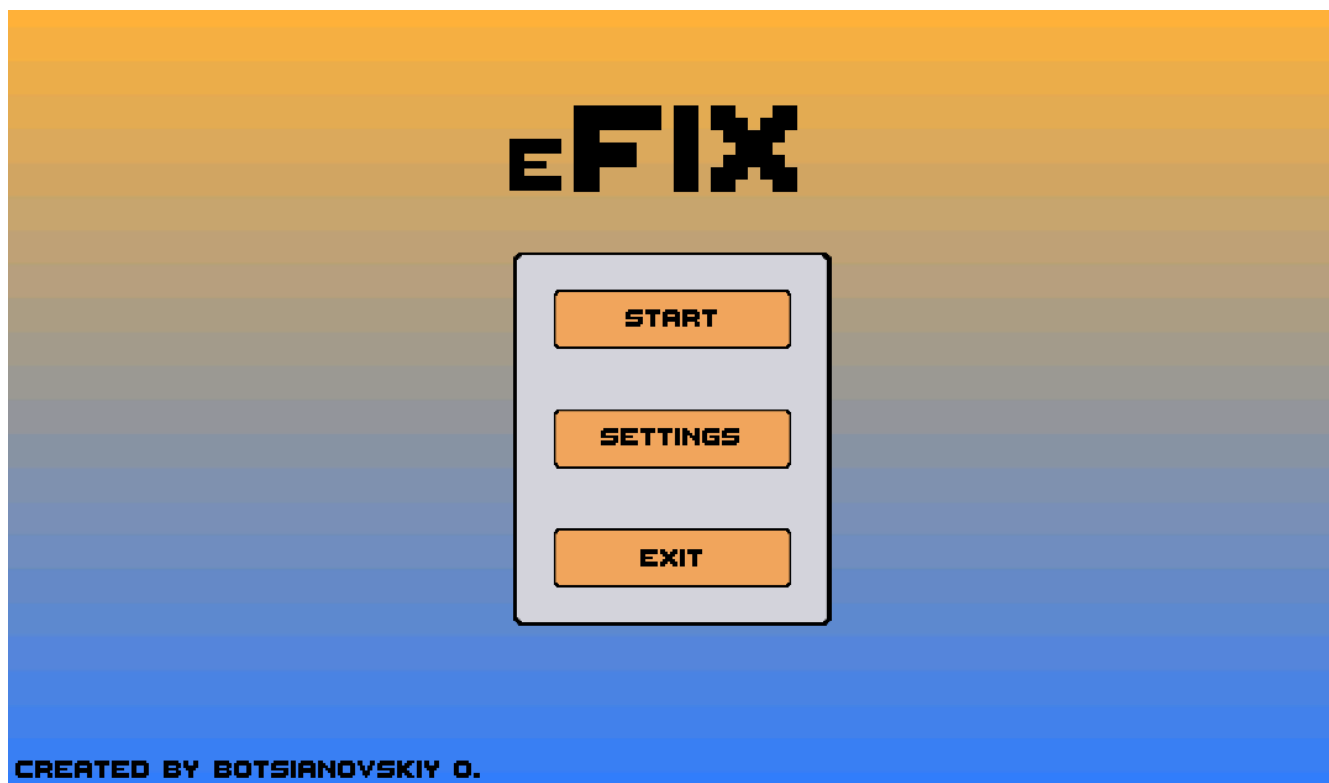 eFIX
START
SETTINGS
EXIT
CREATED BY BOTSIANOVSKIY O.